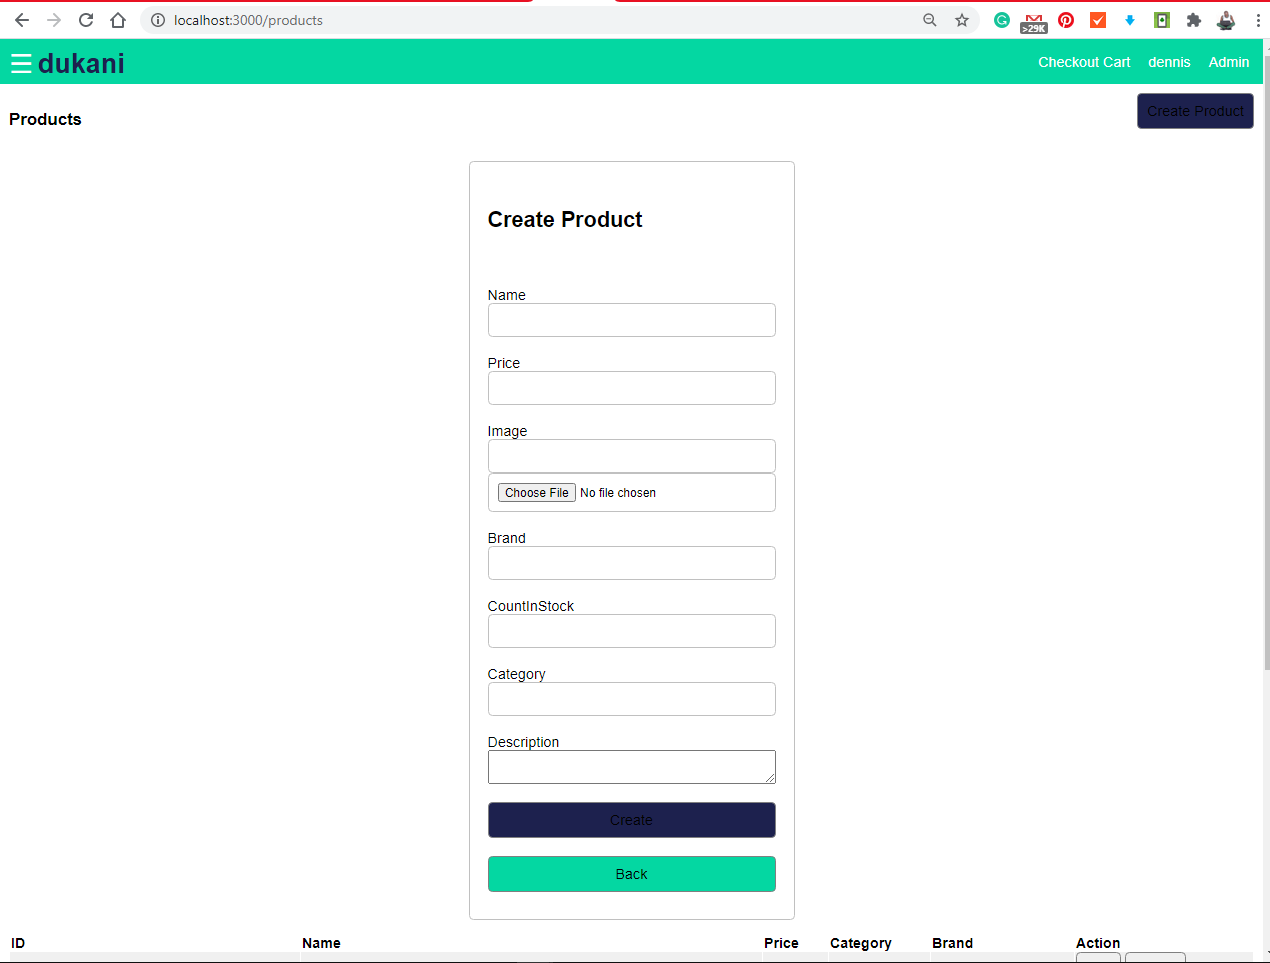 localhost:3000/products
>29K
☰ dukani
Checkout Cart dennis Admin
Products
Create Product
Create Product
Name
Price
Image
Choose File No file chosen
Brand
CountInStock
Category
Description
Create
Back
ID Name Price Category Brand Action